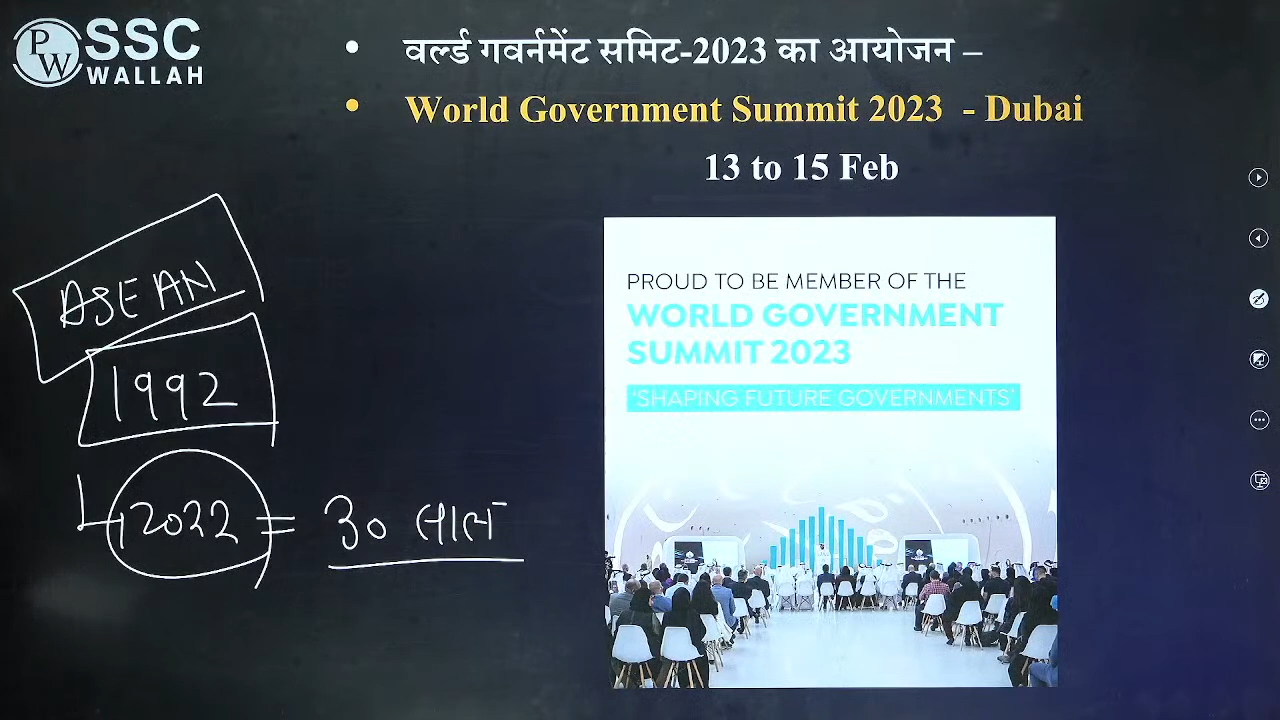 PW SSC
WALLAH
• वर्ल्ड गवर्नमेंट समिट-2023 का आयोजन –
• World Government Summit 2023 - Dubai
13 to 15 Feb
PROUD TO BE MEMBER OF THE
WORLD GOVERNMENT
SUMMIT 2023
'SHAPING FUTURE GOVERNMENTS'
ASEAN
1992
2022 = 30 साल